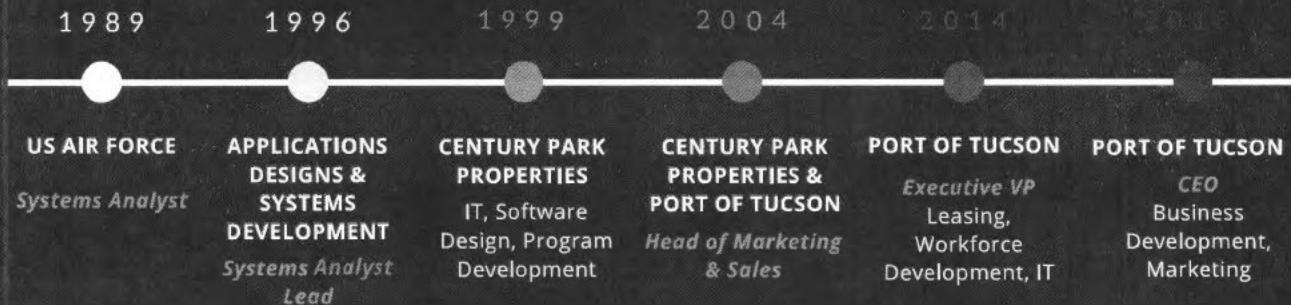 1989
1996
1999
2004
2014
US AIR FORCE
Systems Analyst
APPLICATIONS
DESIGNS &
SYSTEMS
DEVELOPMENT
Systems Analyst
Lead
CENTURY PARK
PROPERTIES
IT, Software
Design, Program
Development
CENTURY PARK
PROPERTIES &
PORT OF TUCSON
Head of Marketing
& Sales
PORT OF TUCSON
Executive VP
Leasing,
Workforce
Development, IT
PORT OF TUCSON
CEO
Business
Development,
Marketing